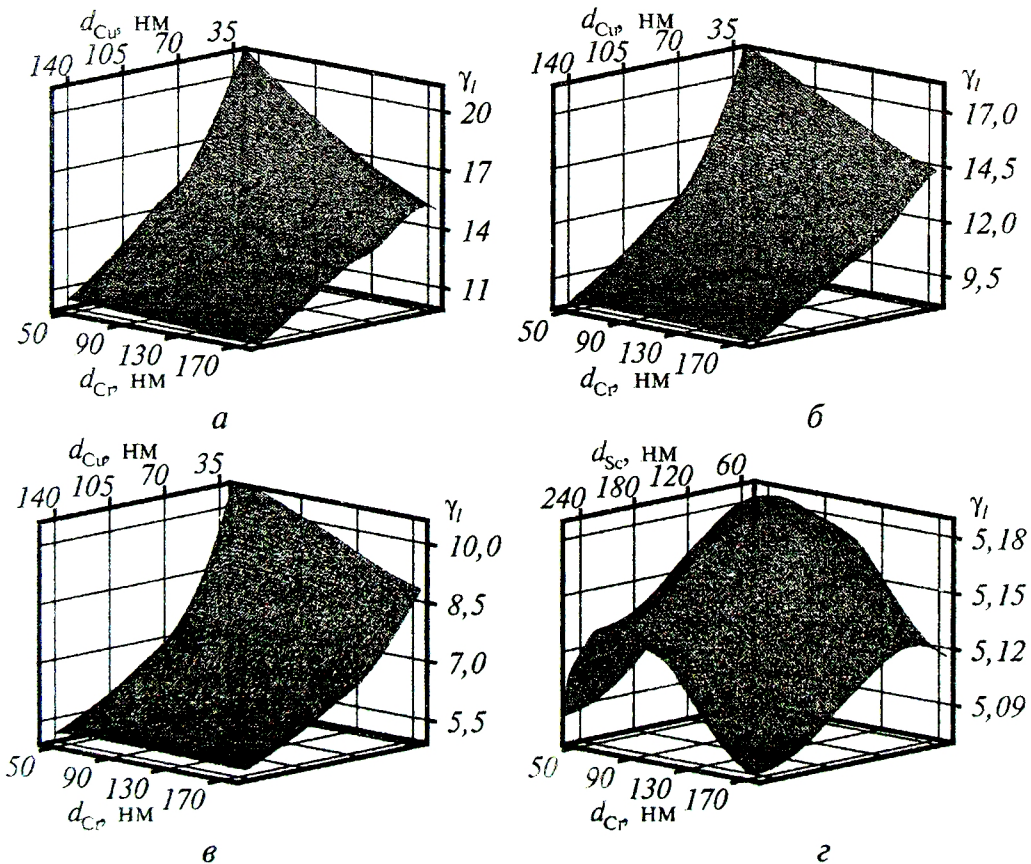 d_Cu, нм
140 105 70 35
γ_l
20
17
14
11
50 90 130 170
d_Cr, нм
а
d_Cu, нм
140 105 70 35
γ_l
17,0
14,5
12,0
9,5
50 90 130 170
d_Cr, нм
б
d_Cu, нм
140 105 70 35
γ_l
10,0
8,5
7,0
5,5
50 90 130 170
d_Cr, нм
в
d_Sc, нм
240 180 120 60
γ_l
5,18
5,15
5,12
5,09
50 90 130 170
d_Cr, нм
г